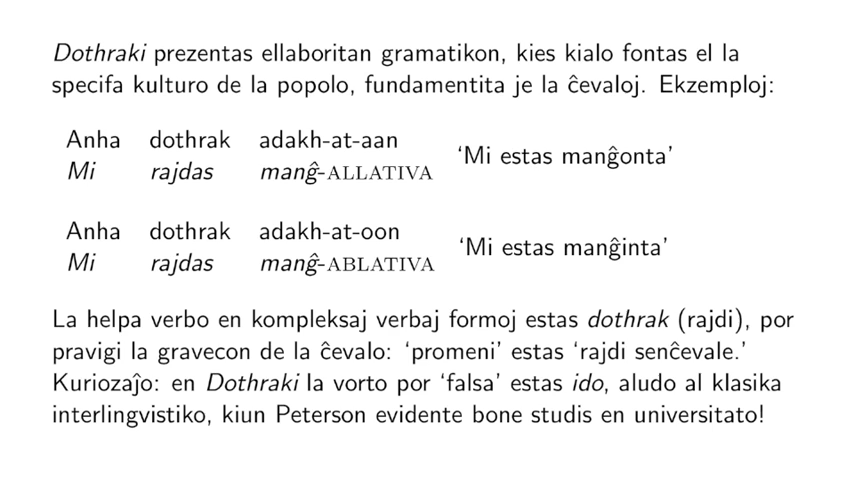 Dothraki prezentas ellaboritan gramatikon, kies kialo fontas el la
specifa kulturo de la popolo, fundamentita je la ĉevaloj. Ekzemploj:
Anha dothrak adakh-at-aan
Mi rajdas manĝ-ALLATIVA
‘Mi estas manĝonta’
Anha dothrak adakh-at-oon
Mi rajdas manĝ-ABLATIVA
‘Mi estas manĝinta’
La helpa verbo en kompleksaj verbaj formoj estas dothrak (rajdi), por
pravigi la gravecon de la ĉevalo: ‘promeni’ estas ‘rajdi senĉevale.’
Kuriozaĵo: en Dothraki la vorto por ‘falsa’ estas ido, aludo al klasika
interlingvistiko, kiun Peterson evidente bone studis en universitato!